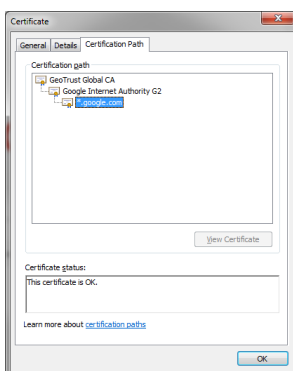 Certificate
General Details Certification Path
Certification path
GeoTrust Global CA
Google Internet Authority G2
*.google.com
View Certificate
Certificate status:
This certificate is OK.
Learn more about certification paths
OK